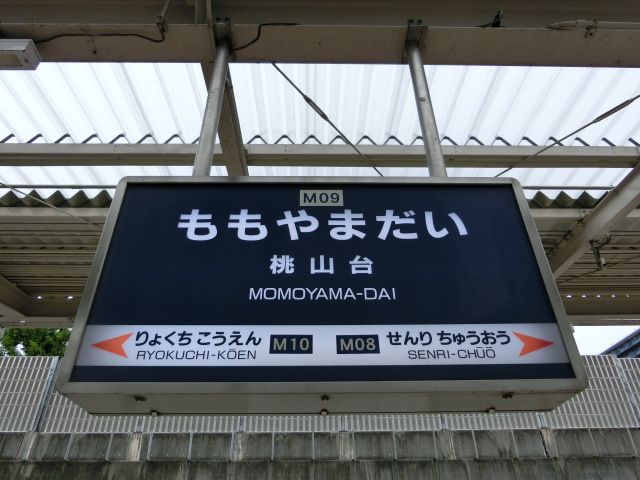 M09
ももやまだい
桃山台
MOMOYAMA-DAI
りょくちこうえん M10 M08 せんりちゅうおう
RYOKUCHI-KŌEN SENRI-CHŪŌ